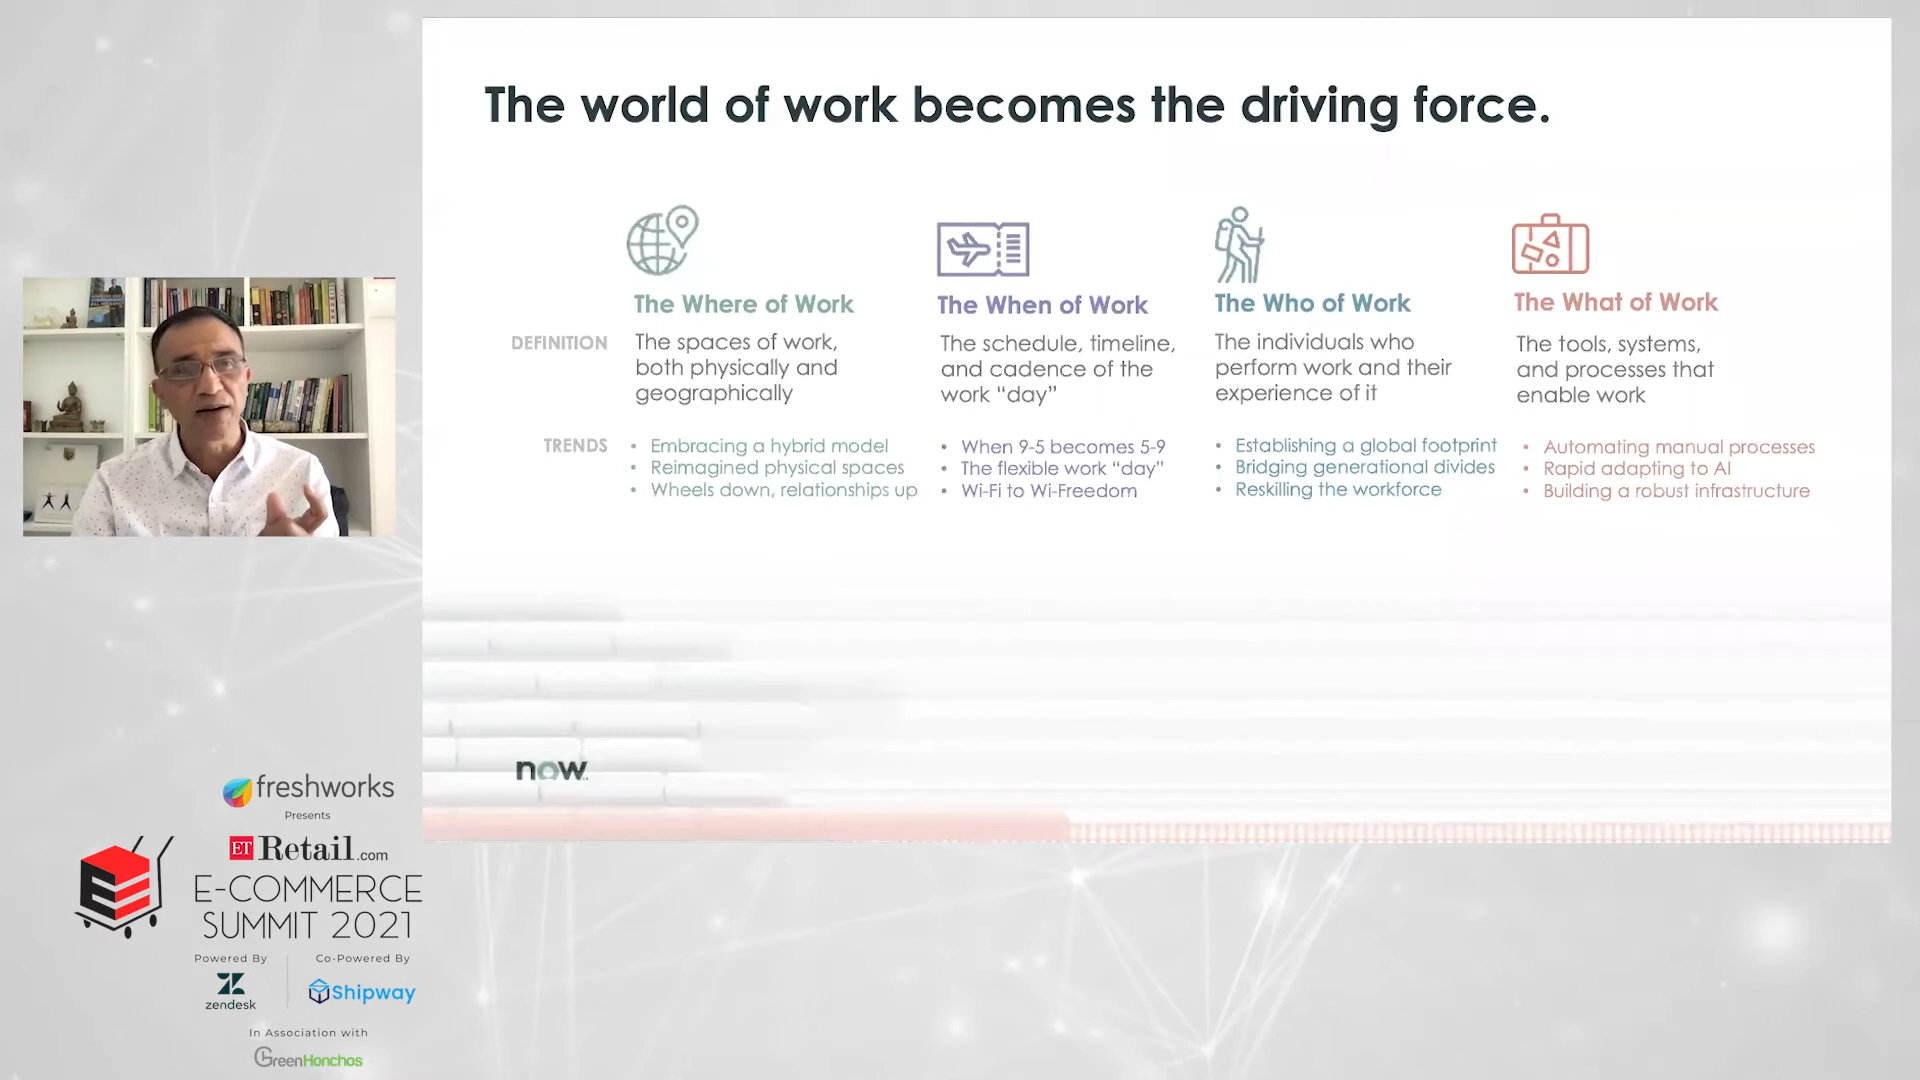 The world of work becomes the driving force.
The Where of Work
The When of Work
The Who of Work
The What of Work
DEFINITION
The spaces of work,
both physically and
geographically
The schedule, timeline,
and cadence of the
work “day”
The individuals who
perform work and their
experience of it
The tools, systems,
and processes that
enable work
TRENDS
• Embracing a hybrid model
• Reimagined physical spaces
• Wheels down, relationships up
• When 9-5 becomes 5-9
• The flexible work “day”
• Wi-Fi to Wi-Freedom
• Establishing a global footprint
• Bridging generational divides
• Reskilling the workforce
• Automating manual processes
• Rapid adapting to AI
• Building a robust infrastructure
now.
freshworks
Presents
ET Retail.com
E-COMMERCE
SUMMIT 2021
Powered By
zendesk
Co-Powered By
Shipway
In Association with
GreenHonchos